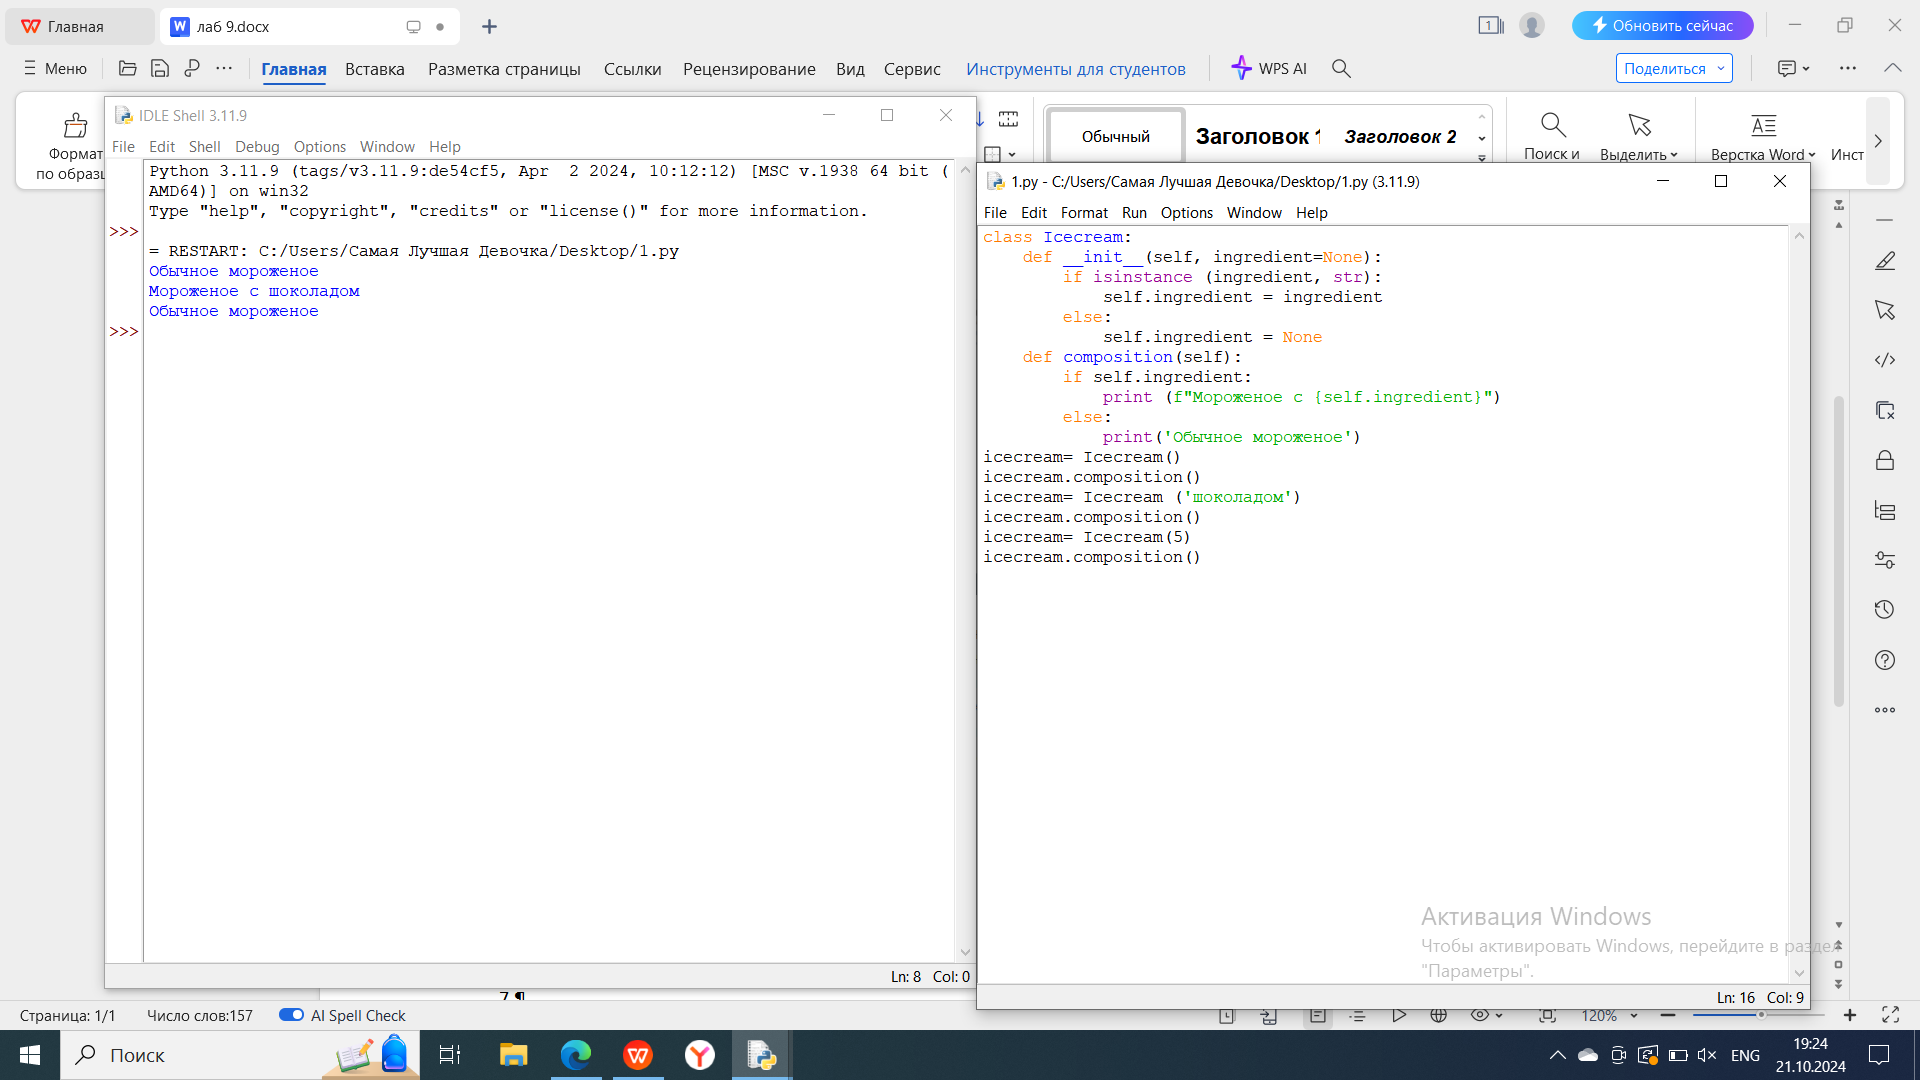 Главная
лаб 9.docx
1
Обновить сейчас
Меню
Главная
Вставка
Разметка страницы
Ссылки
Рецензирование
Вид
Сервис
Инструменты для студентов
WPS AI
Поделиться
Формат
по образц
Обычный
Заголовок 1
Заголовок 2
Поиск и
Выделить
Верстка Word
Инст
IDLE Shell 3.11.9
File Edit Shell Debug Options Window Help
Python 3.11.9 (tags/v3.11.9:de54cf5, Apr  2 2024, 10:12:12) [MSC v.1938 64 bit (
AMD64)] on win32
Type "help", "copyright", "credits" or "license()" for more information.
>>>
= RESTART: C:/Users/Самая Лучшая Девочка/Desktop/1.py
Обычное мороженое
Мороженое с шоколадом
Обычное мороженое
>>>
Ln: 8 Col: 0
1.py - C:/Users/Самая Лучшая Девочка/Desktop/1.py (3.11.9)
File Edit Format Run Options Window Help
class Icecream:
    def __init__(self, ingredient=None):
        if isinstance (ingredient, str):
            self.ingredient = ingredient
        else:
            self.ingredient = None
    def composition(self):
        if self.ingredient:
            print (f"Мороженое с {self.ingredient}")
        else:
            print('Обычное мороженое')
icecream= Icecream()
icecream.composition()
icecream= Icecream ('шоколадом')
icecream.composition()
icecream= Icecream(5)
icecream.composition()
Активация Windows
Чтобы активировать Windows, перейдите в раздел
"Параметры".
Ln: 16 Col: 9
7 ¶
Страница: 1/1
Число слов:157
AI Spell Check
120%
Поиск
ENG
19:24
21.10.2024